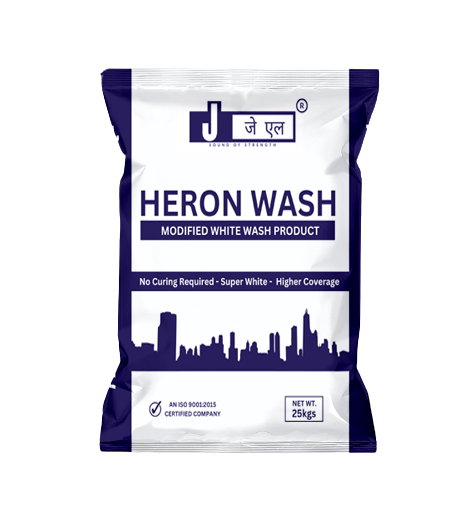 J जे एल ®
SOUND OF STRENGTH
HERON WASH
MODIFIED WHITE WASH PRODUCT
No Curing Required - Super White - Higher Coverage
AN ISO 9001:2015
CERTIFIED COMPANY
NET WT.
25kgs